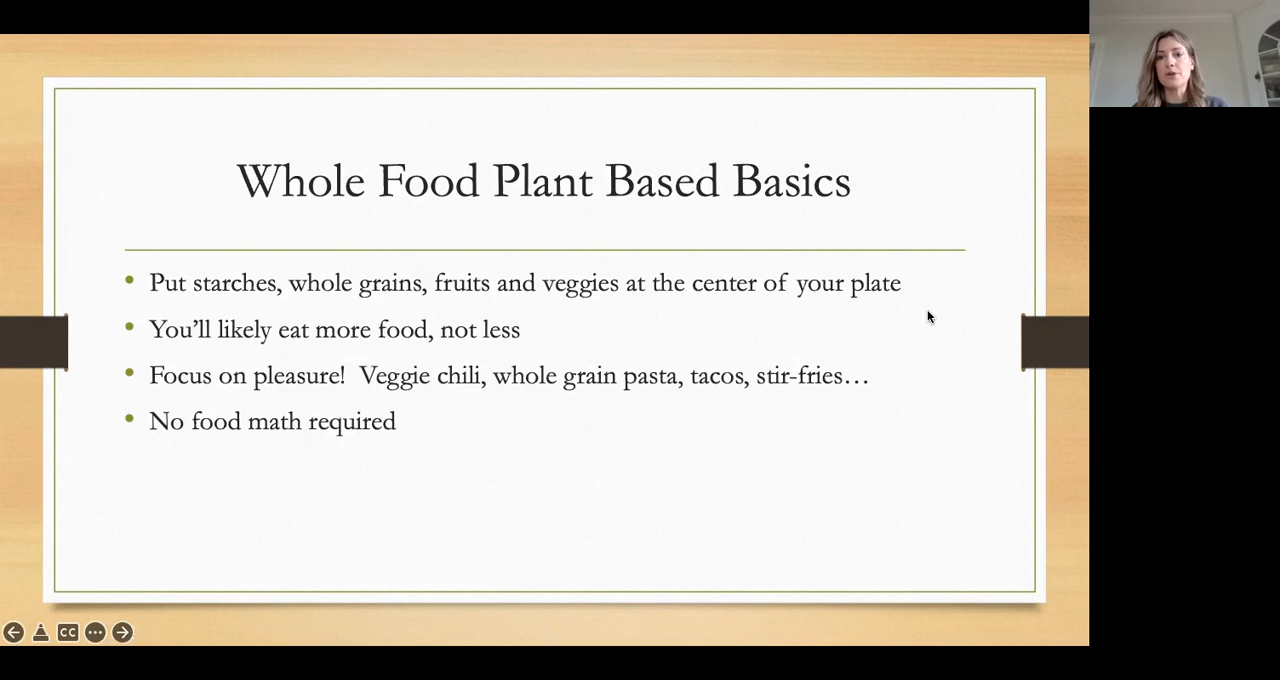 Whole Food Plant Based Basics
• Put starches, whole grains, fruits and veggies at the center of your plate
• You’ll likely eat more food, not less
• Focus on pleasure!  Veggie chili, whole grain pasta, tacos, stir-fries…
• No food math required
CC